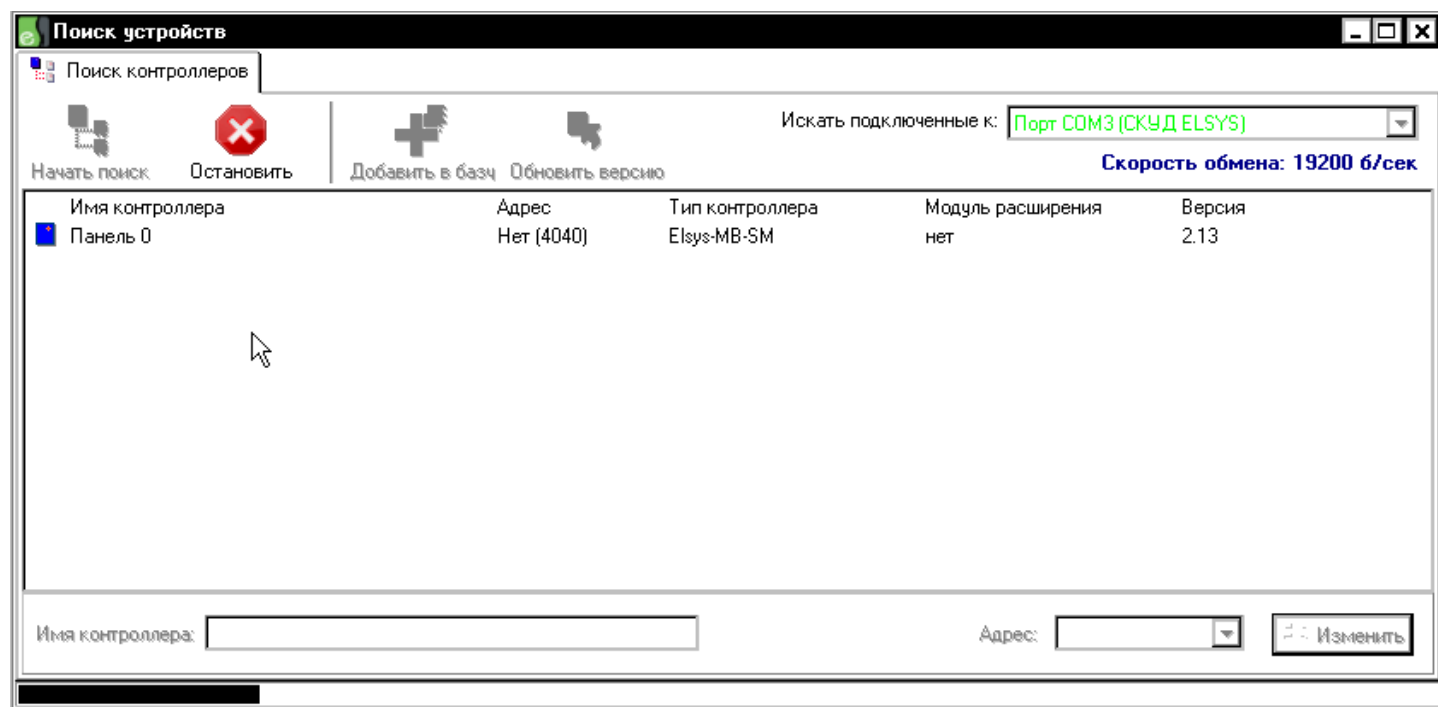 Поиск устройств
Поиск контроллеров
Начать поиск Остановить Добавить в базу Обновить версию Искать подключенные к: Порт COM3 (СКУД ELSYS)
Скорость обмена: 19200 б/сек
Имя контроллера Адрес Тип контроллера Модуль расширения Версия
Панель 0 Нет (4040) Elsys-MB-SM нет 2.13
Имя контроллера: Адрес: Изменить